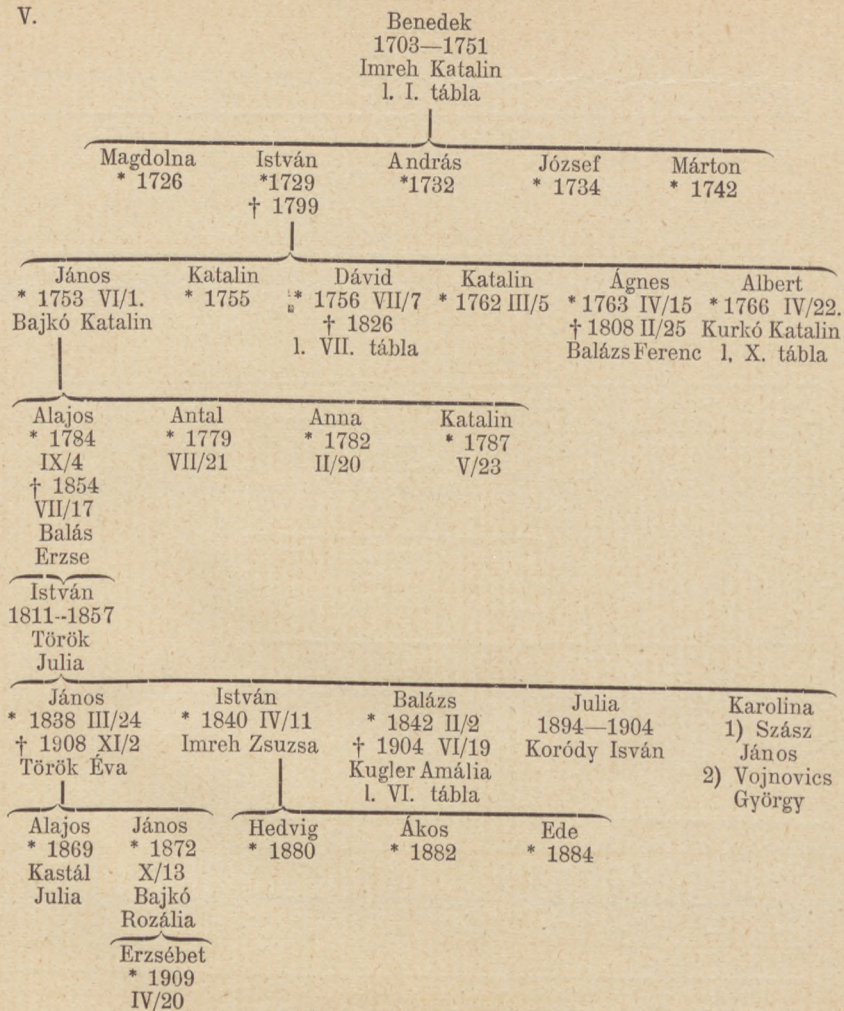 V.
Benedek
1703—1751
Imreh Katalin
l. I. tábla
Magdolna István András József Márton
* 1726 *1729 *1732 * 1734 * 1742
† 1799
János Katalin Dávid Katalin Ágnes Albert
* 1753 VI/1. * 1755 * 1756 VII/7 * 1762 III/5 * 1763 IV/15 * 1766 IV/22.
Bajkó Katalin † 1826 † 1808 II/25 Kurkó Katalin
l. VII. tábla Balázs Ferenc l, X. tábla
Alajos Antal Anna Katalin
* 1784 * 1779 * 1782 * 1787
IX/4 VII/21 II/20 V/23
† 1854
VII/17
Balás
Erzse
István
1811--1857
Török
Julia
János István Balázs Julia Karolina
* 1838 III/24 * 1840 IV/11 * 1842 II/2 1894—1904 1) Szász
† 1908 XI/2 Imreh Zsuzsa † 1904 VI/19 Koródy Isván János
Török Éva Kugler Amália 2) Vojnovics
l. VI. tábla György
Alajos János Hedvig Ákos Ede
* 1869 * 1872 * 1880 * 1882 * 1884
Kastál X/13
Julia Bajkó
Rozália
Erzsébet
* 1909
IV/20